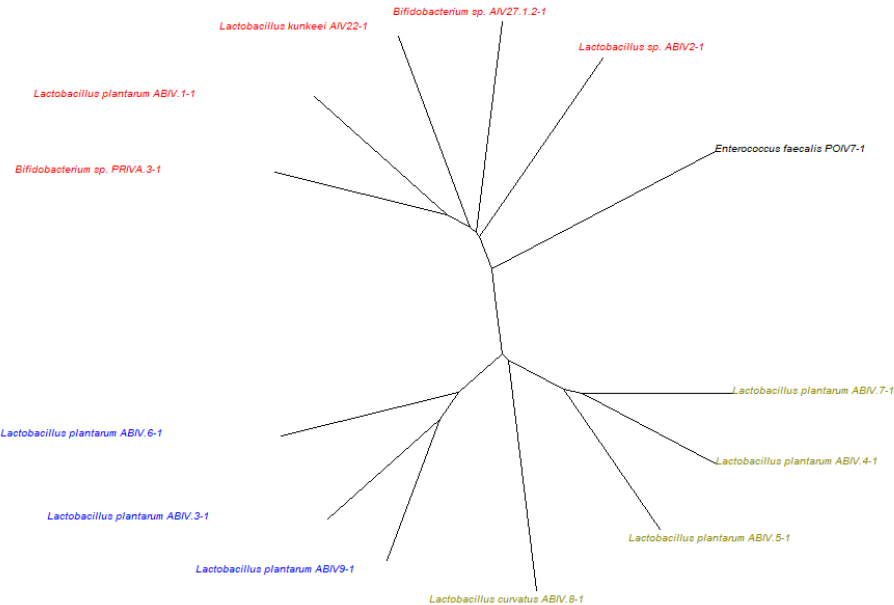 Bifidobacterium sp. AIV27.1.2-1
Lactobacillus kunkeei AIV22-1
Lactobacillus sp. ABIV2-1
Lactobacillus plantarum ABIV.1-1
Enterococcus faecalis POIV7-1
Bifidobacterium sp. PRIVA.3-1
Lactobacillus plantarum ABIV.7-1
Lactobacillus plantarum ABIV.6-1
Lactobacillus plantarum ABIV.4-1
Lactobacillus plantarum ABIV.3-1
Lactobacillus plantarum ABIV.5-1
Lactobacillus plantarum ABIV9-1
Lactobacillus curvatus ABIV.8-1